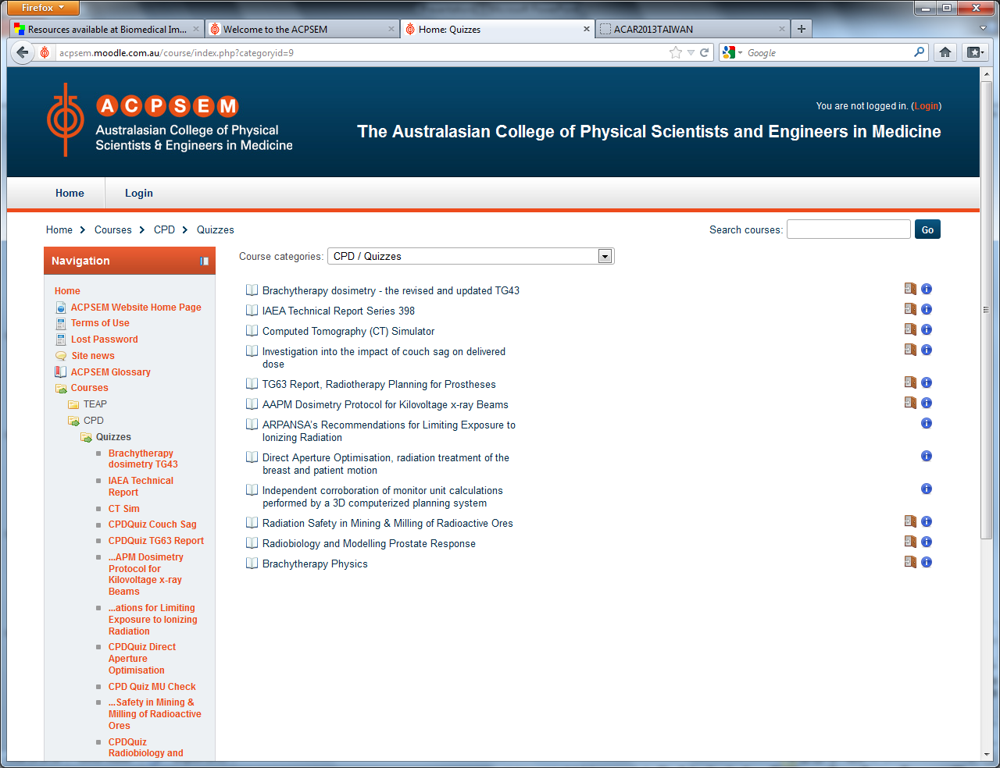 Firefox
Resources available at Biomedical Im...
Welcome to the ACPSEM
Home: Quizzes
ACAR2013TAIWAN
acpsem.moodle.com.au/course/index.php?categoryid=9
Google
ACPSEM
Australasian College of Physical
Scientists & Engineers in Medicine
You are not logged in. (Login)
The Australasian College of Physical Scientists and Engineers in Medicine
Home
Login
Home
Courses
CPD
Quizzes
Search courses:
Go
Navigation
Home
ACPSEM Website Home Page
Terms of Use
Lost Password
Site news
ACPSEM Glossary
Courses
TEAP
CPD
Quizzes
Brachytherapy
dosimetry TG43
IAEA Technical
Report
CT Sim
CPDQuiz Couch Sag
CPDQuiz TG63 Report
...APM Dosimetry
Protocol for
Kilovoltage x-ray
Beams
...ations for Limiting
Exposure to Ionizing
Radiation
CPDQuiz Direct
Aperture
Optimisation
CPD Quiz MU Check
...Safety in Mining &
Milling of Radioactive
Ores
CPDQuiz
Radiobiology and
Course categories:
CPD / Quizzes
Brachytherapy dosimetry - the revised and updated TG43
IAEA Technical Report Series 398
Computed Tomography (CT) Simulator
Investigation into the impact of couch sag on delivered
dose
TG63 Report, Radiotherapy Planning for Prostheses
AAPM Dosimetry Protocol for Kilovoltage x-ray Beams
ARPANSA's Recommendations for Limiting Exposure to
Ionizing Radiation
Direct Aperture Optimisation, radiation treatment of the
breast and patient motion
Independent corroboration of monitor unit calculations
performed by a 3D computerized planning system
Radiation Safety in Mining & Milling of Radioactive Ores
Radiobiology and Modelling Prostate Response
Brachytherapy Physics